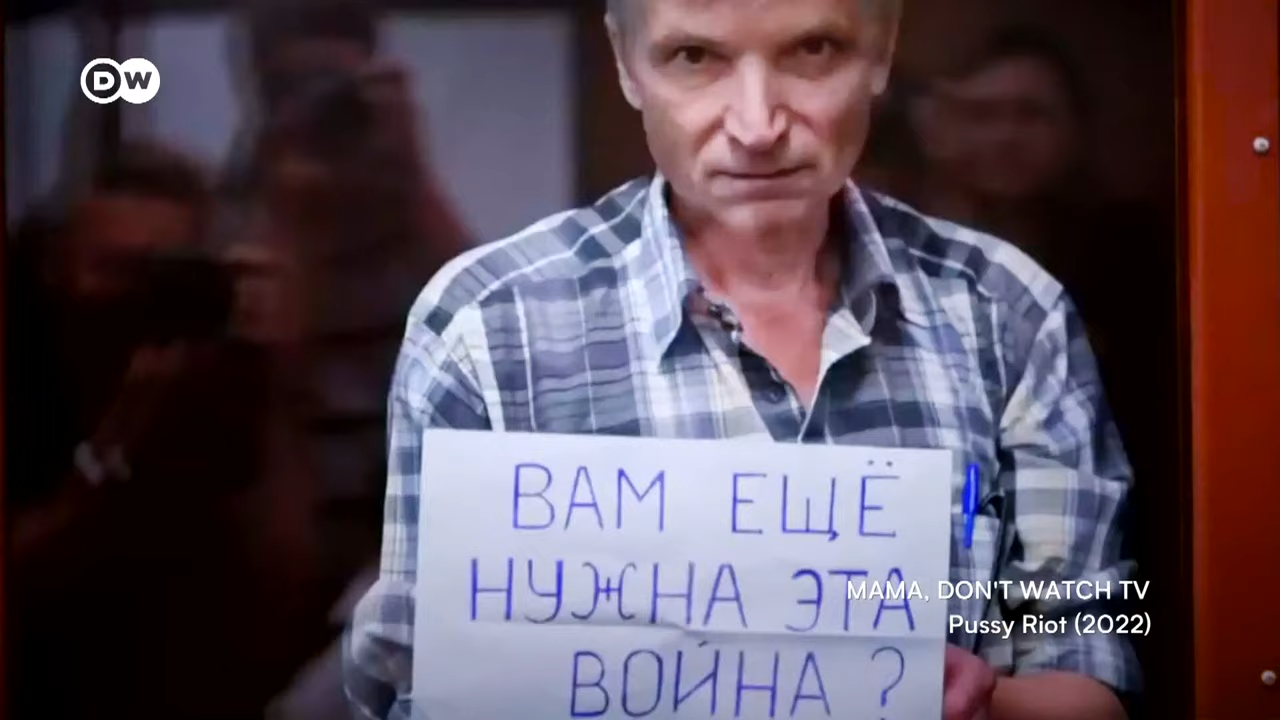 DW
ВАМ ЕЩЁ
НУЖНА ЭТА
ВОЙНА ?
MAMA, DON'T WATCH TV
Pussy Riot (2022)